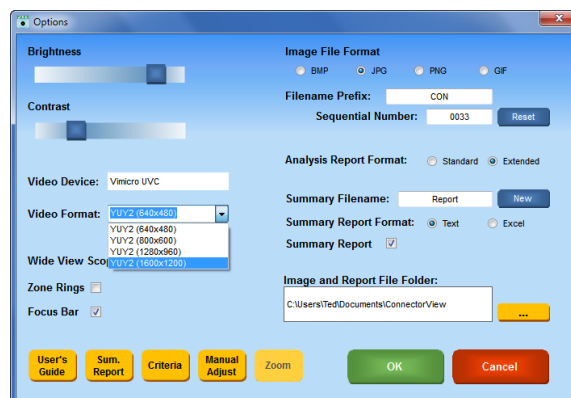 Options
Brightness
Contrast
Video Device: Vimicro UVC
Video Format: YUY2 (640x480)
YUY2 (640x480)
YUY2 (800x600)
YUY2 (1280x960)
YUY2 (1600x1200)
Wide View Sco
Zone Rings
Focus Bar
Image File Format
BMP JPG PNG GIF
Filename Prefix: CON
Sequential Number: 0033 Reset
Analysis Report Format: Standard Extended
Summary Filename: Report New
Summary Report Format: Text Excel
Summary Report
Image and Report File Folder:
C:\Users\Ted\Documents\ConnectorView
...
User's
Guide
Sum.
Report
Criteria
Manual
Adjust
Zoom
OK
Cancel